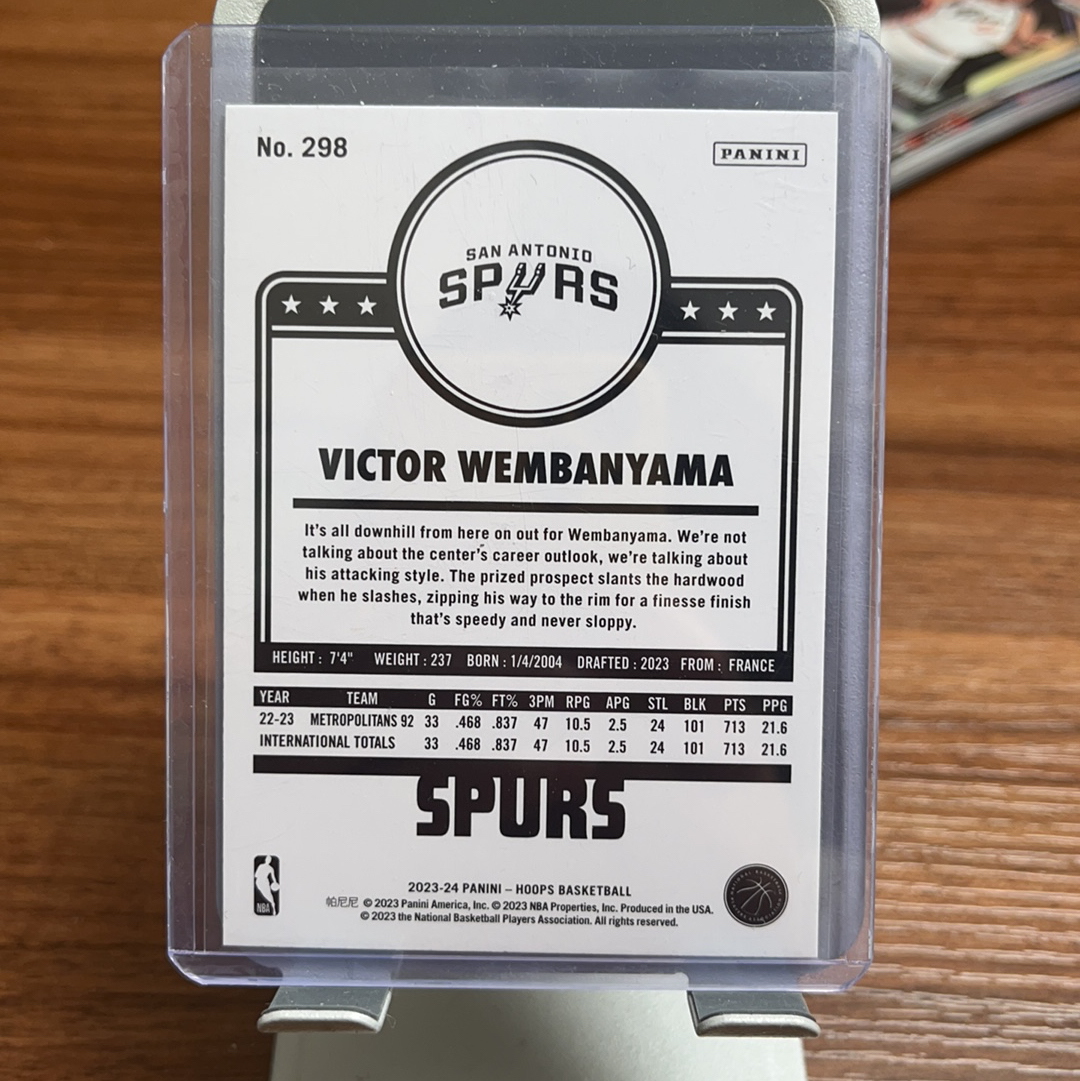 No. 298
PANINI
SAN ANTONIO
SPURS
VICTOR WEMBANYAMA
It's all downhill from here on out for Wembanyama. We're not
talking about the center's career outlook, we're talking about
his attacking style. The prized prospect slants the hardwood
when he slashes, zipping his way to the rim for a finesse finish
that's speedy and never sloppy.
HEIGHT : 7'4" WEIGHT : 237 BORN : 1/4/2004 DRAFTED : 2023 FROM : FRANCE
YEAR TEAM G FG% FT% 3PM RPG APG STL BLK PTS PPG
22-23 METROPOLITANS 92 33 .468 .837 47 10.5 2.5 24 101 713 21.6
INTERNATIONAL TOTALS 33 .468 .837 47 10.5 2.5 24 101 713 21.6
SPURS
2023-24 PANINI – HOOPS BASKETBALL
帕尼尼 © 2023 Panini America, Inc. © 2023 NBA Properties, Inc. Produced in the USA.
© 2023 the National Basketball Players Association. All rights reserved.
NBA